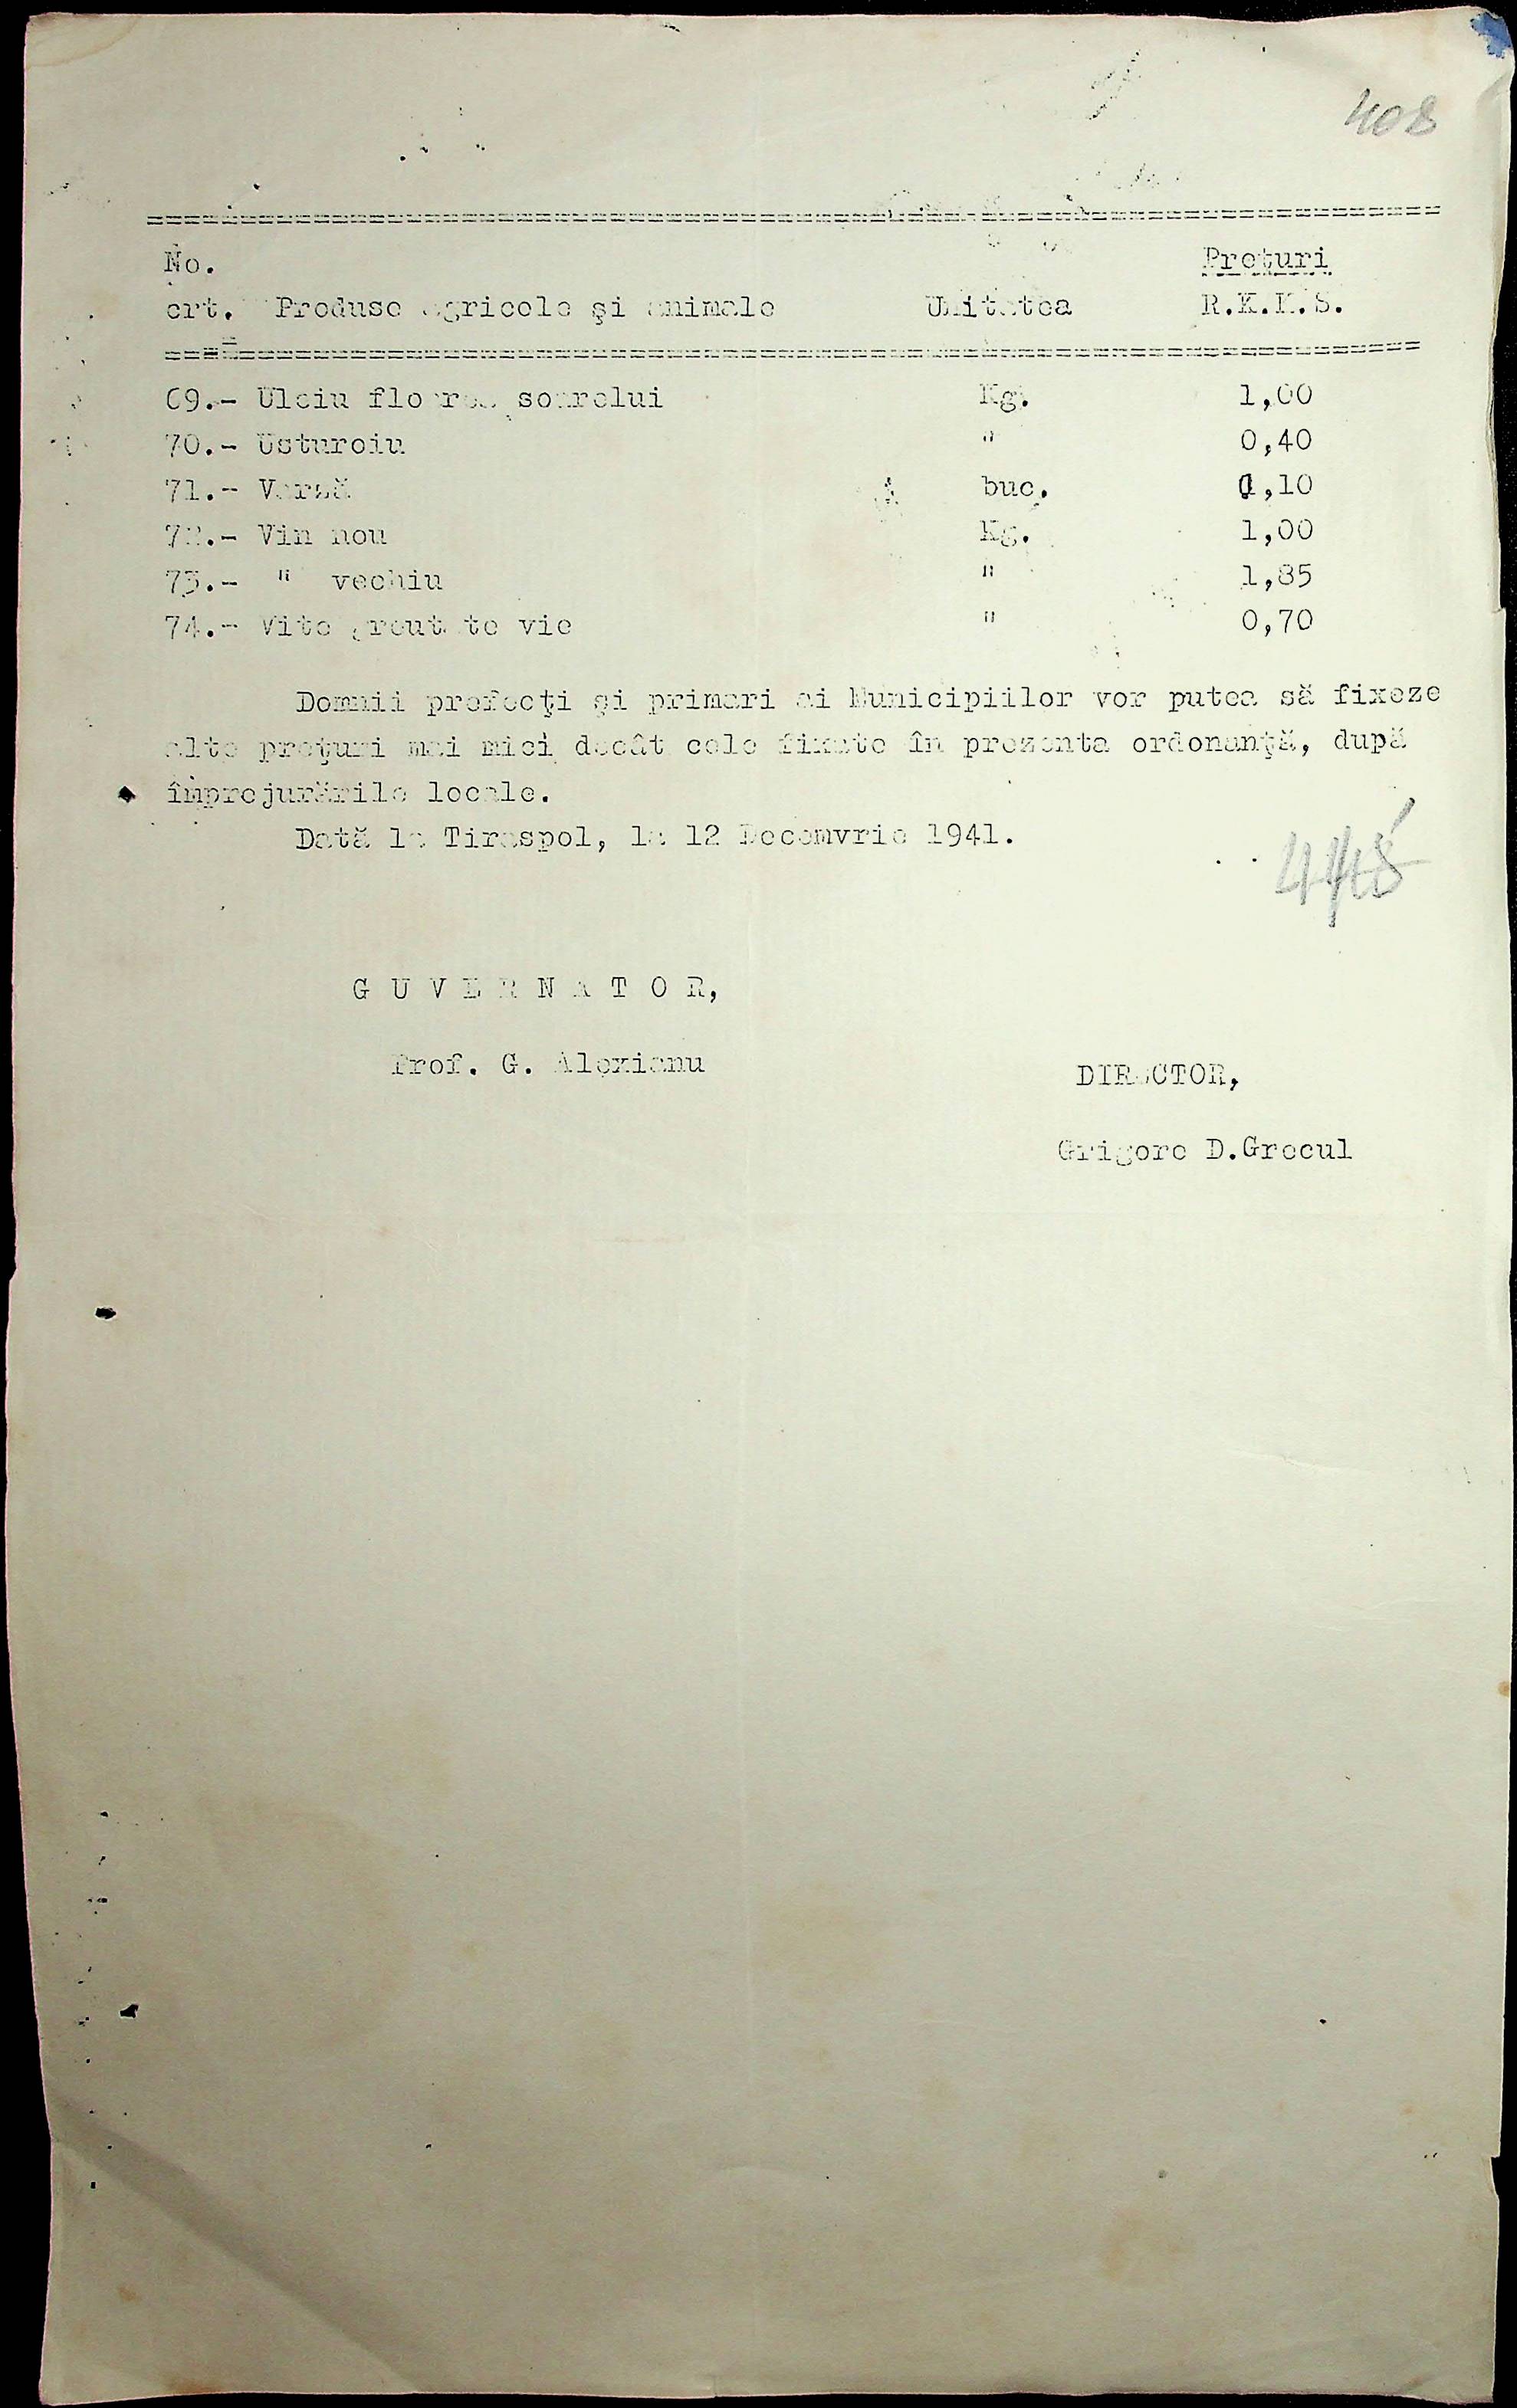 408
No. Preţuri
crt. Produse agricole şi animale Unitatea R.K.K.S.
69.- Uleiu floarea soarelui Kg. 1,00
70.- Usturoiu " 0,40
71.- Varză buc. 0,10
72.- Vin nou Kg. 1,00
73.- " vechiu " 1,85
74.- Vite greutate vie " 0,70
Domnii prefecţi şi primari ai Municipiilor vor putea să fixeze
alte preţuri mai mici decât cele fixate în prezenta ordonanţă, după
împrejurările locale.
Dată la Tiraspol, la 12 Decemvrie 1941.
G U V E R N A T O R,
Prof. G. Alexianu
DIRECTOR,
Grigore D.Grecul